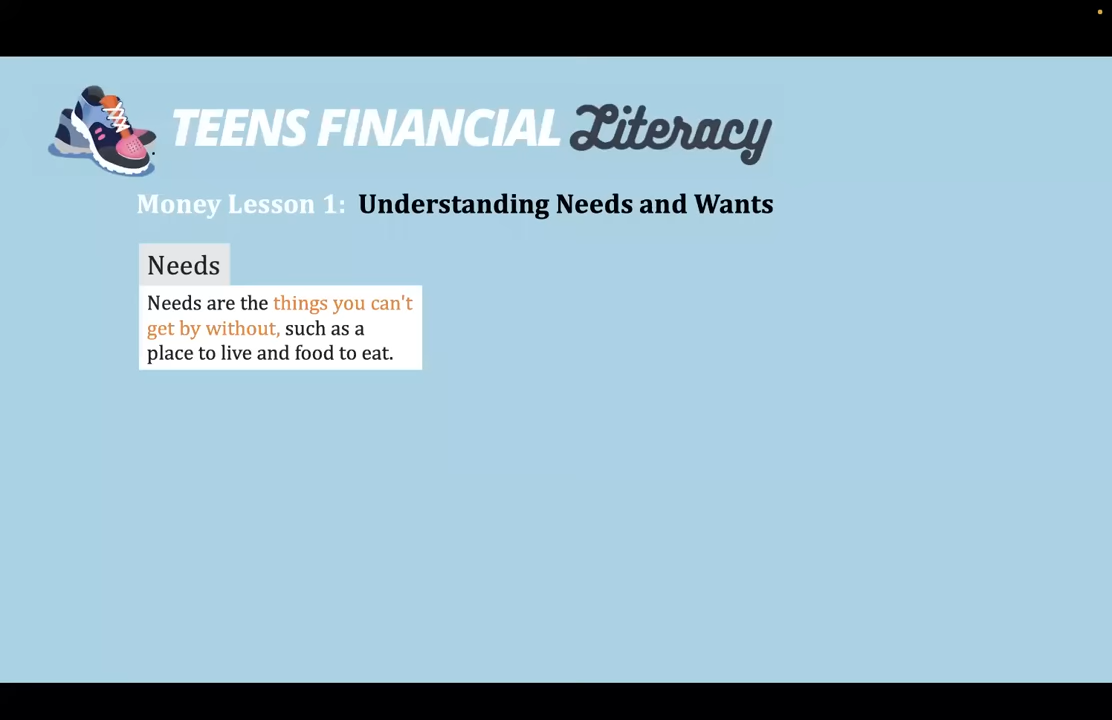 TEENS FINANCIAL Literacy
Money Lesson 1: Understanding Needs and Wants
Needs
Needs are the things you can't
get by without, such as a
place to live and food to eat.